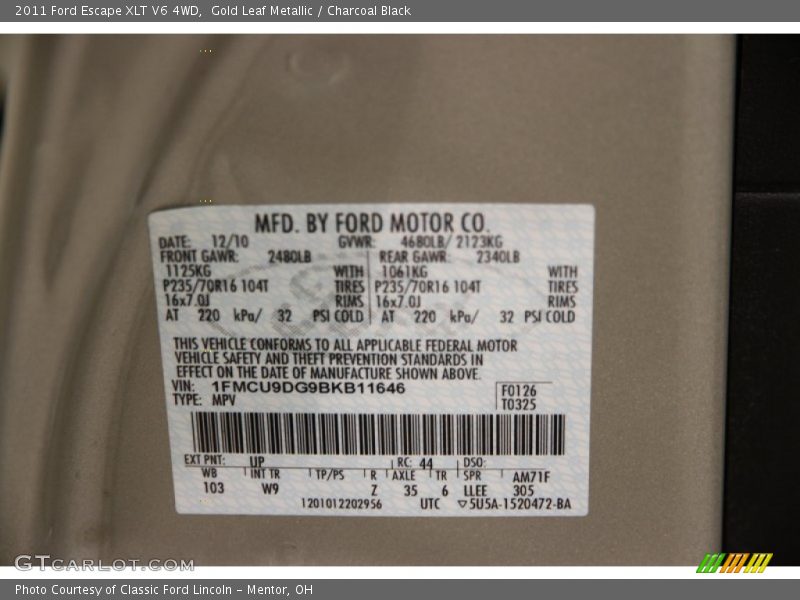 2011 Ford Escape XLT V6 4WD,  Gold Leaf Metallic / Charcoal Black
MFD. BY FORD MOTOR CO.
DATE: 12/10 GVWR: 4680LB/ 2123KG
FRONT GAWR: 2480LB REAR GAWR: 2340LB
1125KG WITH 1061KG WITH
P235/70R16 104T TIRES P235/70R16 104T TIRES
16x7.0J RIMS 16x7.0J RIMS
AT 220 kPa/ 32 PSI COLD AT 220 kPa/ 32 PSI COLD
THIS VEHICLE CONFORMS TO ALL APPLICABLE FEDERAL MOTOR
VEHICLE SAFETY AND THEFT PREVENTION STANDARDS IN
EFFECT ON THE DATE OF MANUFACTURE SHOWN ABOVE.
VIN: 1FMCU9DG9BKB11646 F0126
TYPE: MPV T0325
EXT PNT: UP RC: 44 DSO:
WB INT TR TP/PS R AXLE TR SPR AM71F
103 W9 Z 35 6 LLEE 305
1201012202956 UTC ▽5U5A-1520472-BA
GTCARLOT.COM
Photo Courtesy of Classic Ford Lincoln – Mentor, OH